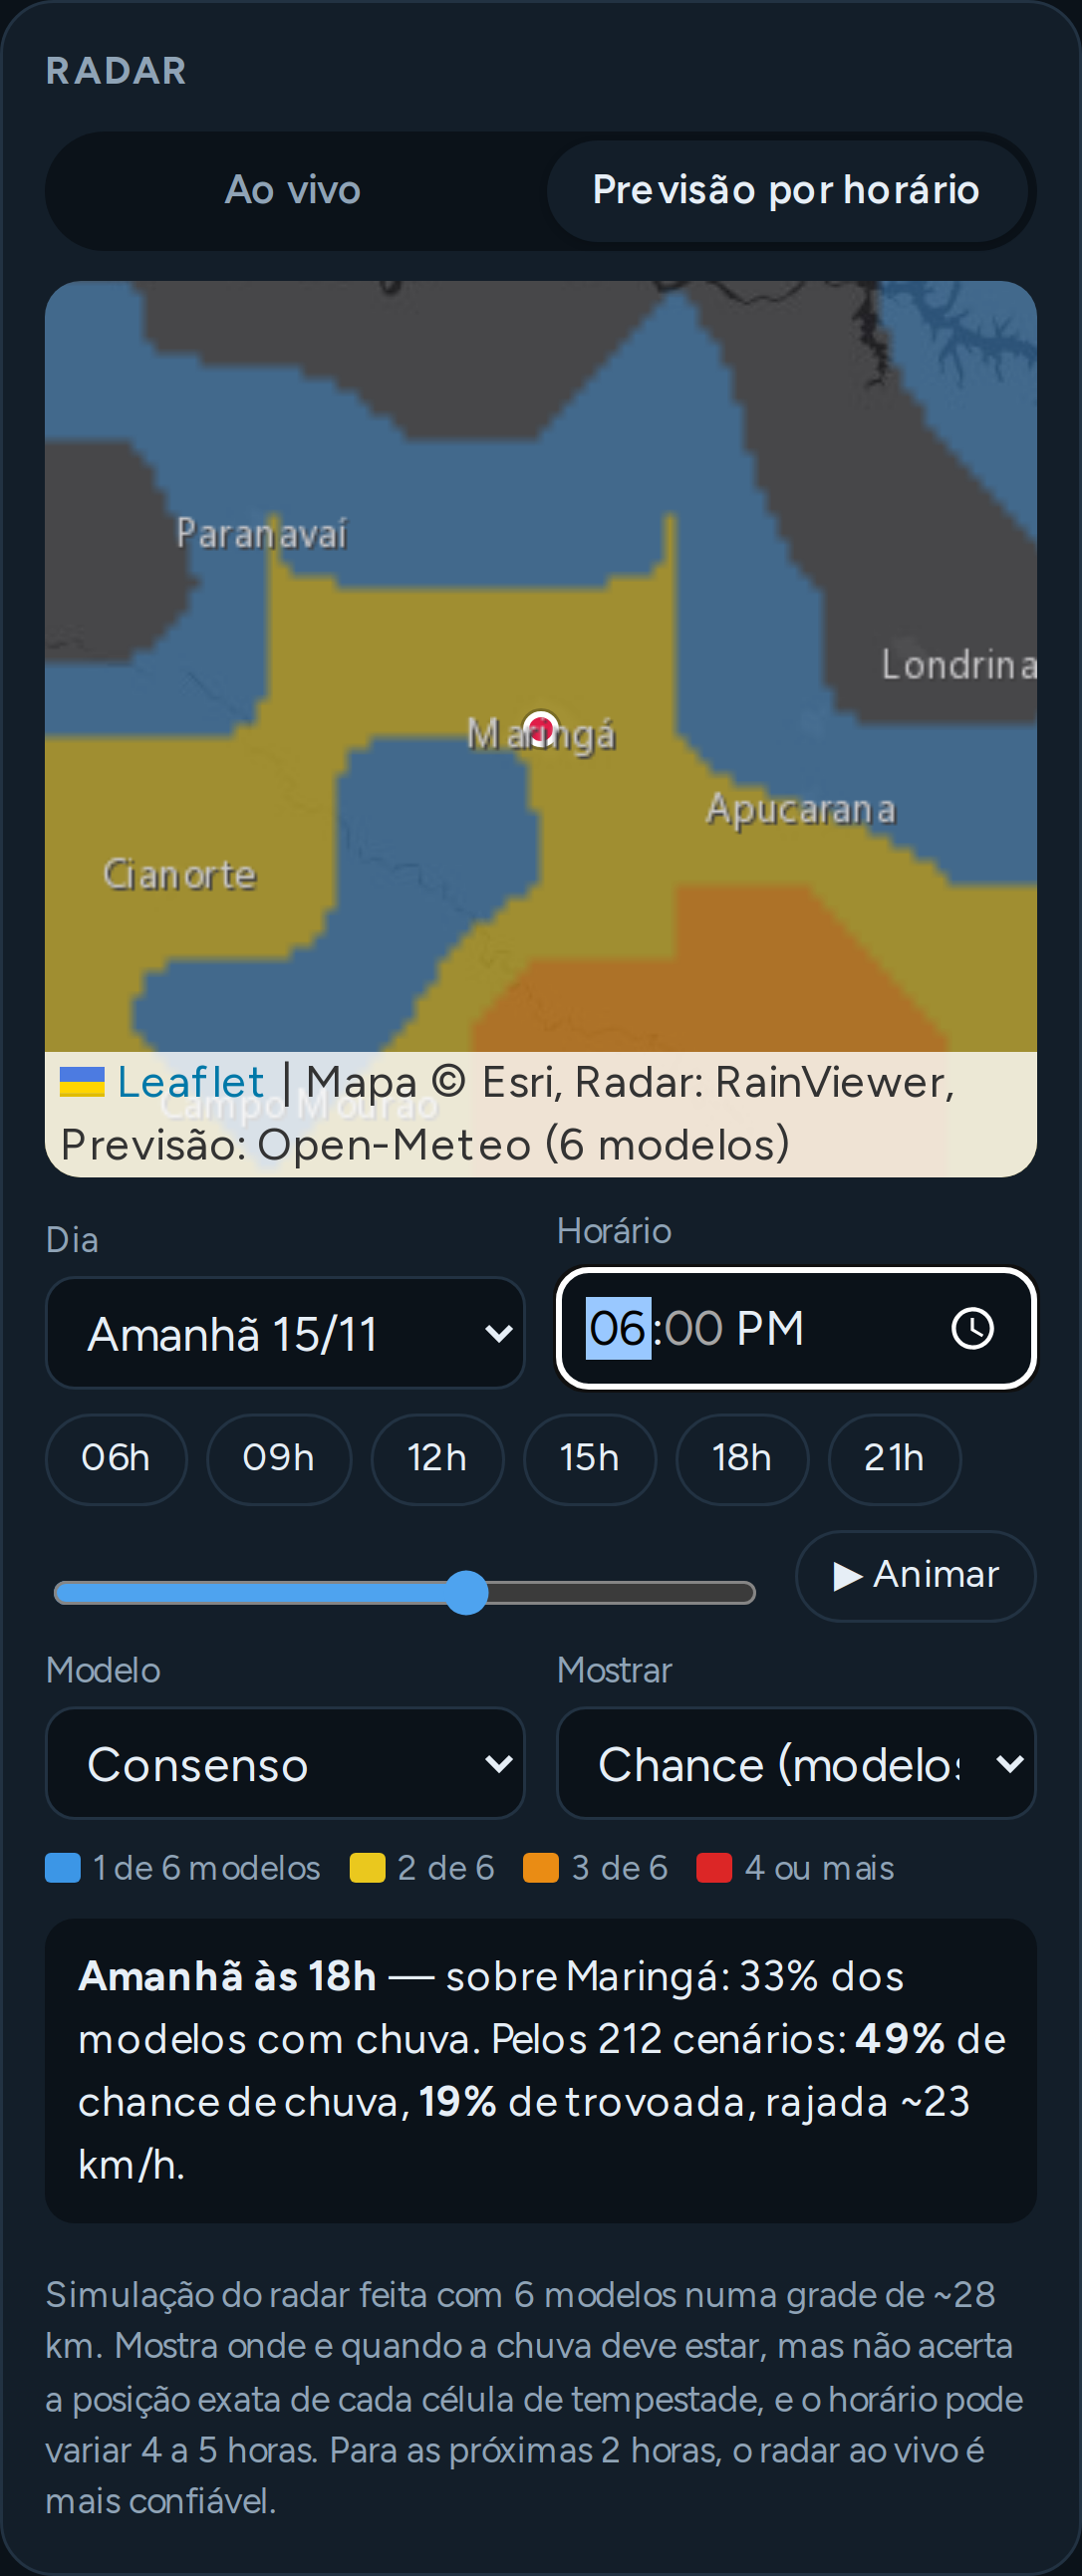 RADAR
Ao vivo
Previsão por horário
Paranavaí
Londrina
Maringá
Apucarana
Cianorte
Campo Mourão
Leaflet | Mapa © Esri, Radar: RainViewer,
Previsão: Open-Meteo (6 modelos)
Dia
Horário
Amanhã 15/11
06:00 PM
06h 09h 12h 15h 18h 21h
▶ Animar
Modelo
Mostrar
Consenso
Chance (modelos
1 de 6 modelos 2 de 6 3 de 6 4 ou mais
Amanhã às 18h — sobre Maringá: 33% dos
modelos com chuva. Pelos 212 cenários: 49% de
chance de chuva, 19% de trovoada, rajada ~23
km/h.
Simulação do radar feita com 6 modelos numa grade de ~28
km. Mostra onde e quando a chuva deve estar, mas não acerta
a posição exata de cada célula de tempestade, e o horário pode
variar 4 a 5 horas. Para as próximas 2 horas, o radar ao vivo é
mais confiável.